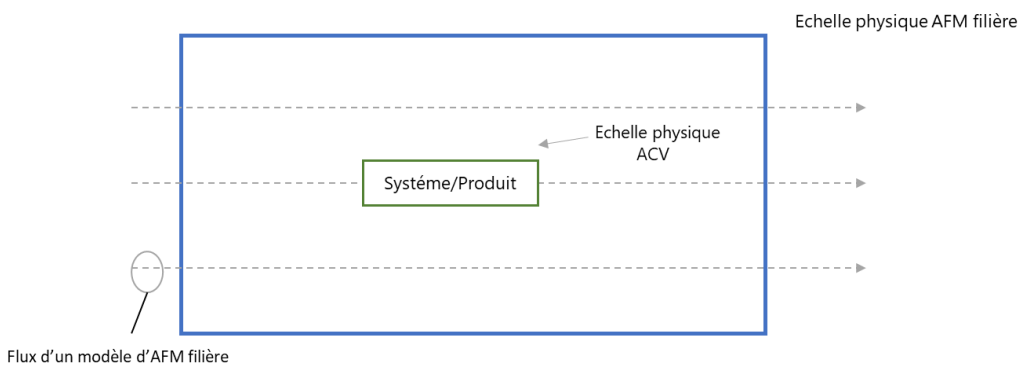 Echelle physique AFM filière
Echelle physique
ACV
Systéme/Produit
Flux d’un modèle d’AFM filière